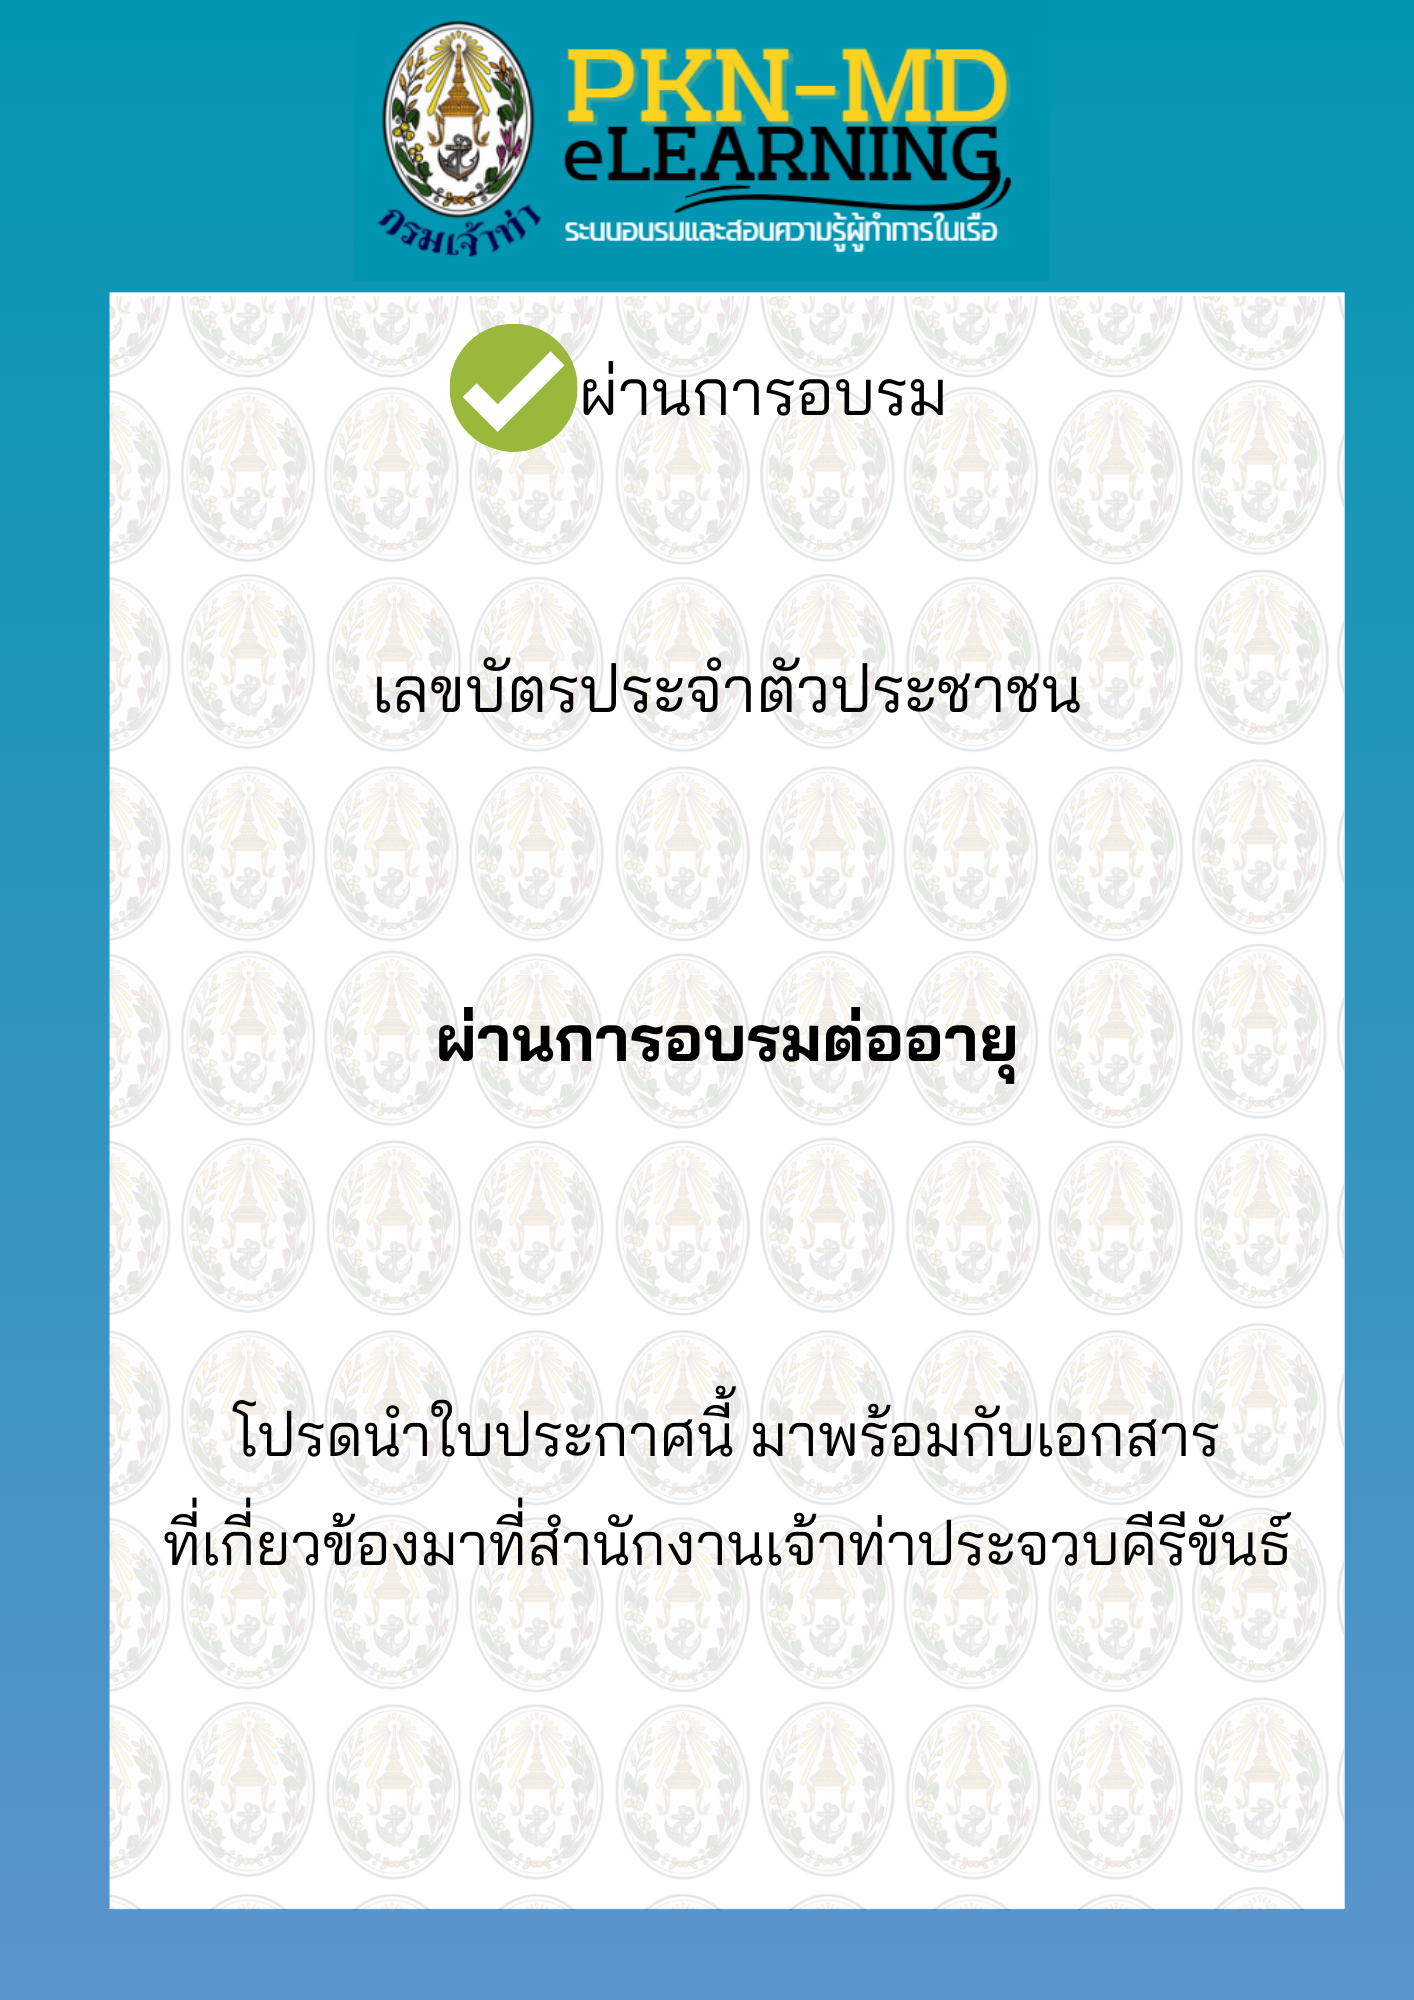 PKN-MD
eLEARNING
กรมเจ้าท่า
ระบบอบรมและสอบความรู้ผู้ทำการในเรือ
ผ่านการอบรม
เลขบัตรประจำตัวประชาชน
ผ่านการอบรมต่ออายุ
โปรดนำใบประกาศนี้ มาพร้อมกับเอกสาร
ที่เกี่ยวข้องมาที่สำนักงานเจ้าท่าประจวบคีรีขันธ์